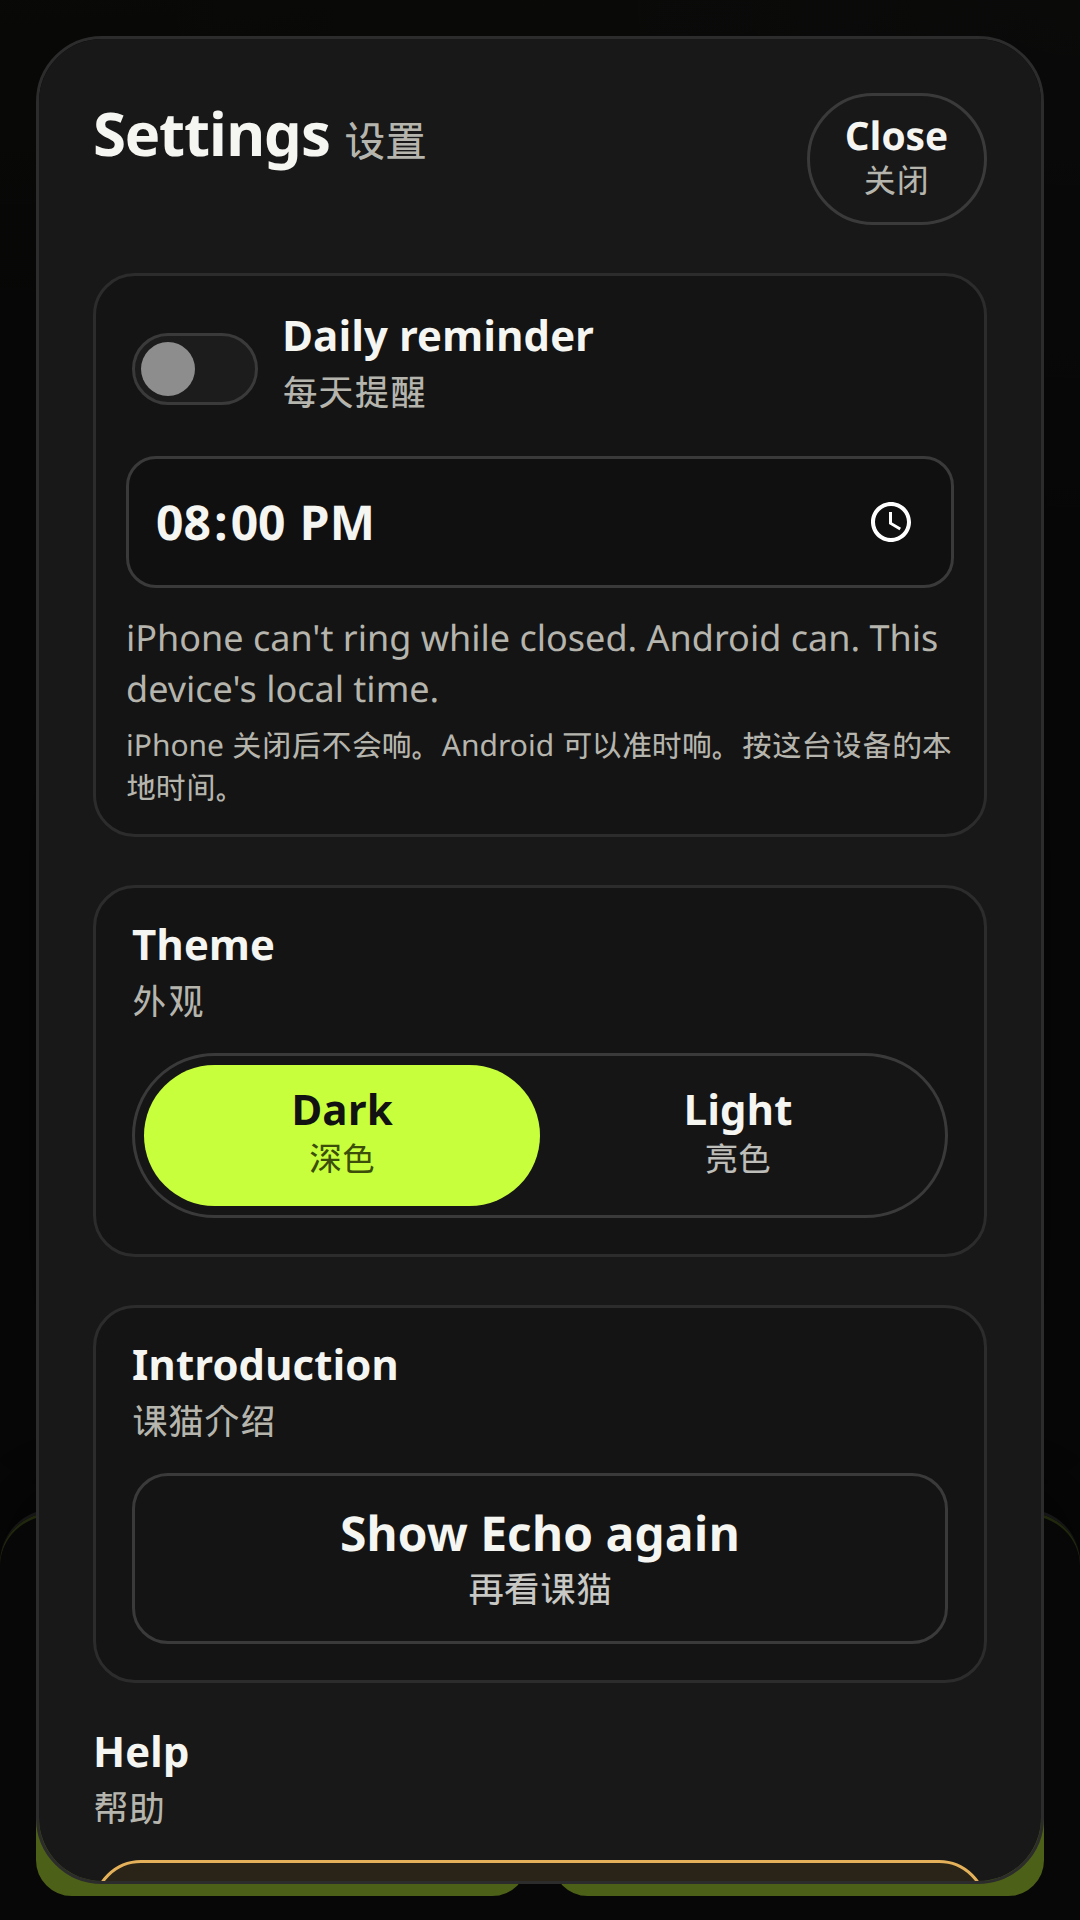 Settings 设置
Close
关闭
Daily reminder
每天提醒
08:00 PM
iPhone can't ring while closed. Android can. This
device's local time.
iPhone 关闭后不会响。Android 可以准时响。按这台设备的本
地时间。
Theme
外观
Dark
深色
Light
亮色
Introduction
课猫介绍
Show Echo again
再看课猫
Help
帮助